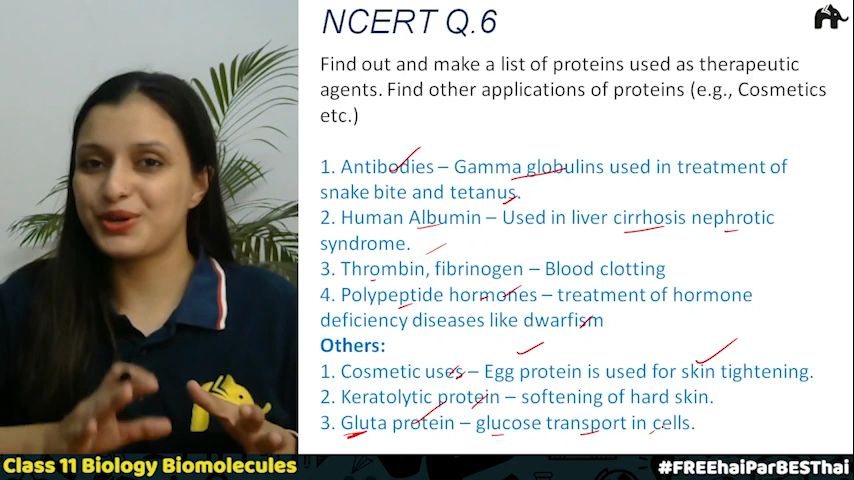 NCERT Q.6
Find out and make a list of proteins used as therapeutic
agents. Find other applications of proteins (e.g., Cosmetics
etc.)
1. Antibodies – Gamma globulins used in treatment of
snake bite and tetanus.
2. Human Albumin – Used in liver cirrhosis nephrotic
syndrome.
3. Thrombin, fibrinogen – Blood clotting
4. Polypeptide hormones – treatment of hormone
deficiency diseases like dwarfism
Others:
1. Cosmetic uses – Egg protein is used for skin tightening.
2. Keratolytic protein – softening of hard skin.
3. Gluta protein – glucose transport in cells.
Class 11 Biology Biomolecules
#FREEhaiParBESThai